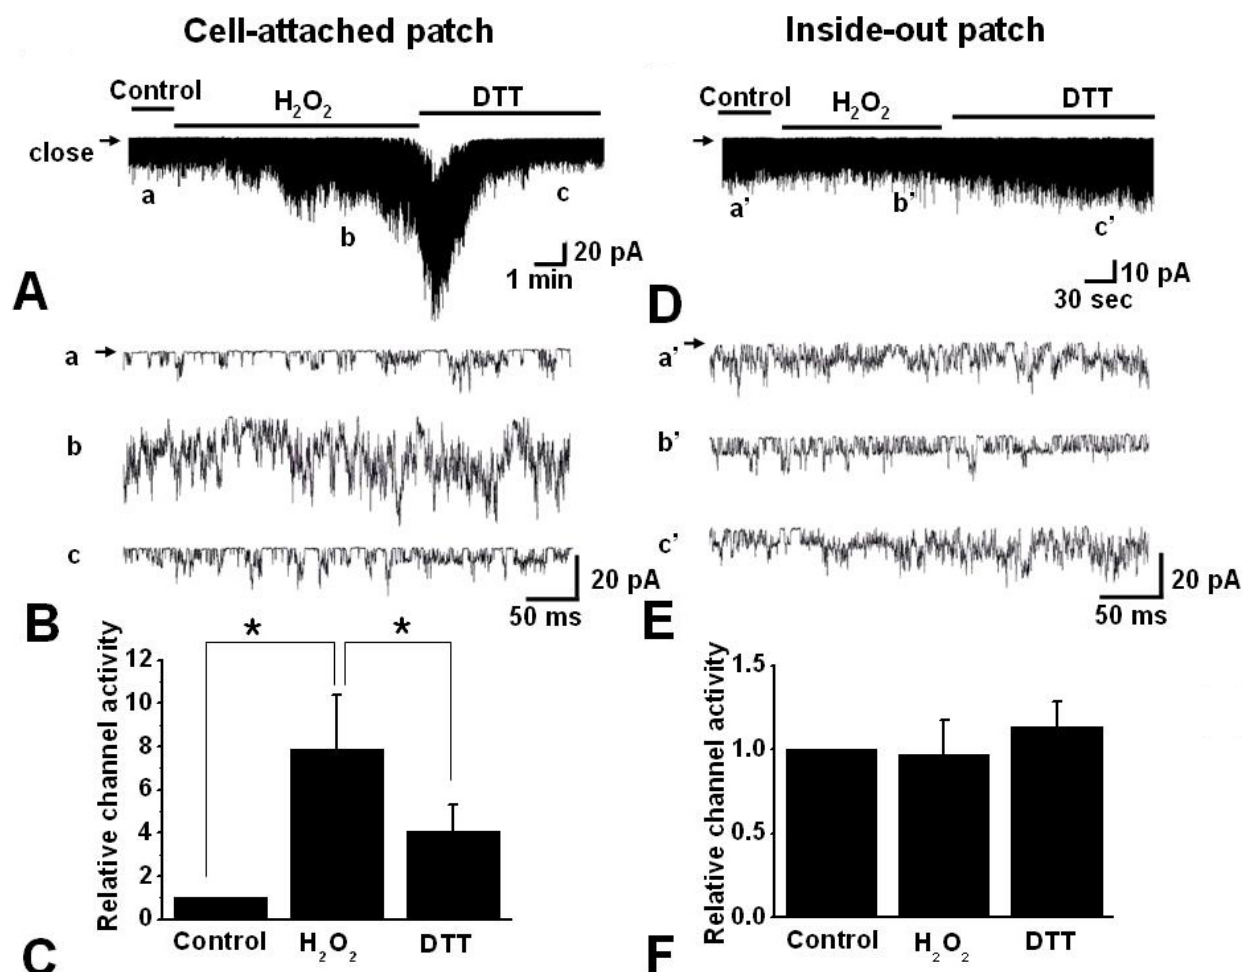 Cell-attached patch
Control
H₂O₂
DTT
close
a
b
c
20 pA
1 min
A
a
b
c
20 pA
50 ms
B
*
*
Relative channel activity
12
10
8
6
4
2
0
Control
H₂O₂
DTT
C
Inside-out patch
Control
H₂O₂
DTT
a’
b’
c’
10 pA
30 sec
D
a’
b’
c’
20 pA
50 ms
E
Relative channel activity
1.5
1.0
0.5
0.0
Control
H₂O₂
DTT
F